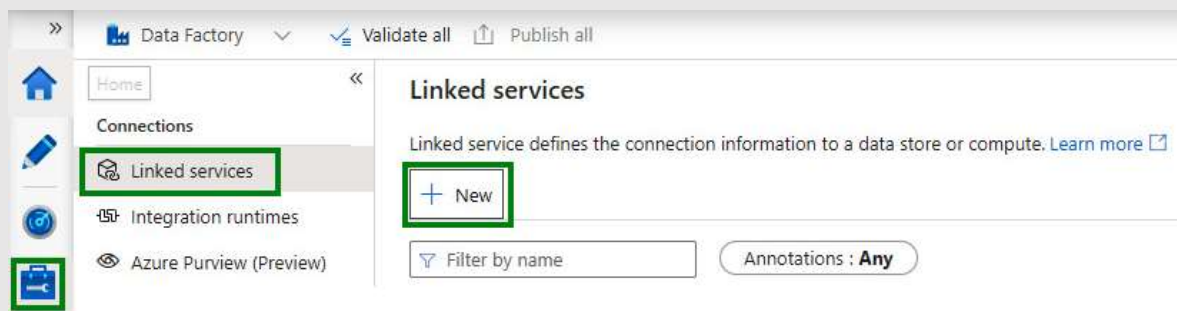 Data Factory
Validate all
Publish all
Home
Connections
Linked services
Integration runtimes
Azure Purview (Preview)
Linked services
Linked service defines the connection information to a data store or compute. Learn more
New
Filter by name
Annotations : Any